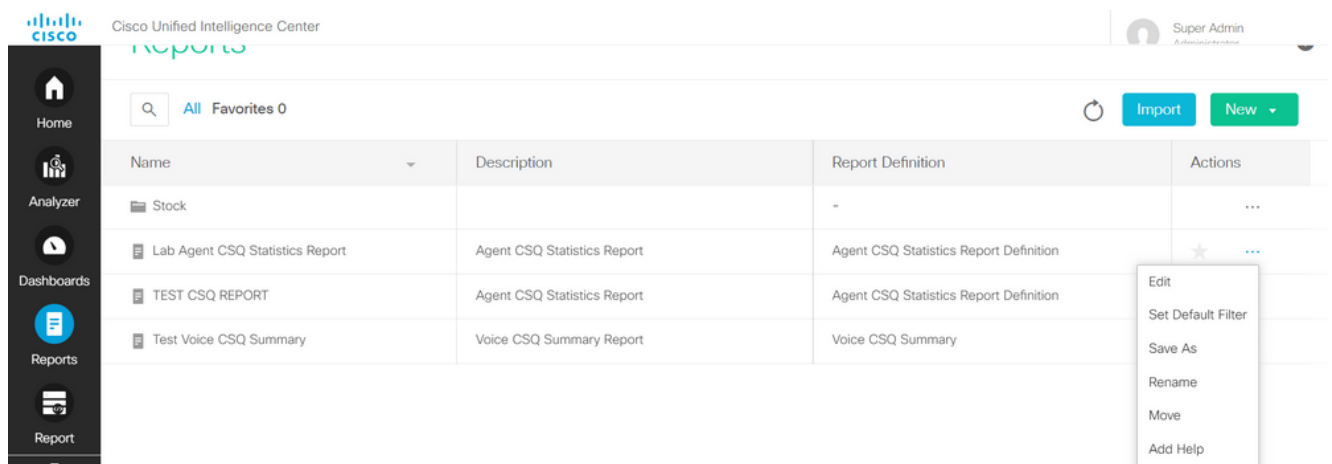 CISCO
Cisco Unified Intelligence Center
Super Admin
Administrator
Reports
Home
Analyzer
Dashboards
Reports
Report
All Favorites 0
Import
New
Name Description Report Definition Actions
Stock - ...
Lab Agent CSQ Statistics Report Agent CSQ Statistics Report Agent CSQ Statistics Report Definition ...
TEST CSQ REPORT Agent CSQ Statistics Report Agent CSQ Statistics Report Definition
Test Voice CSQ Summary Voice CSQ Summary Report Voice CSQ Summary
Edit
Set Default Filter
Save As
Rename
Move
Add Help